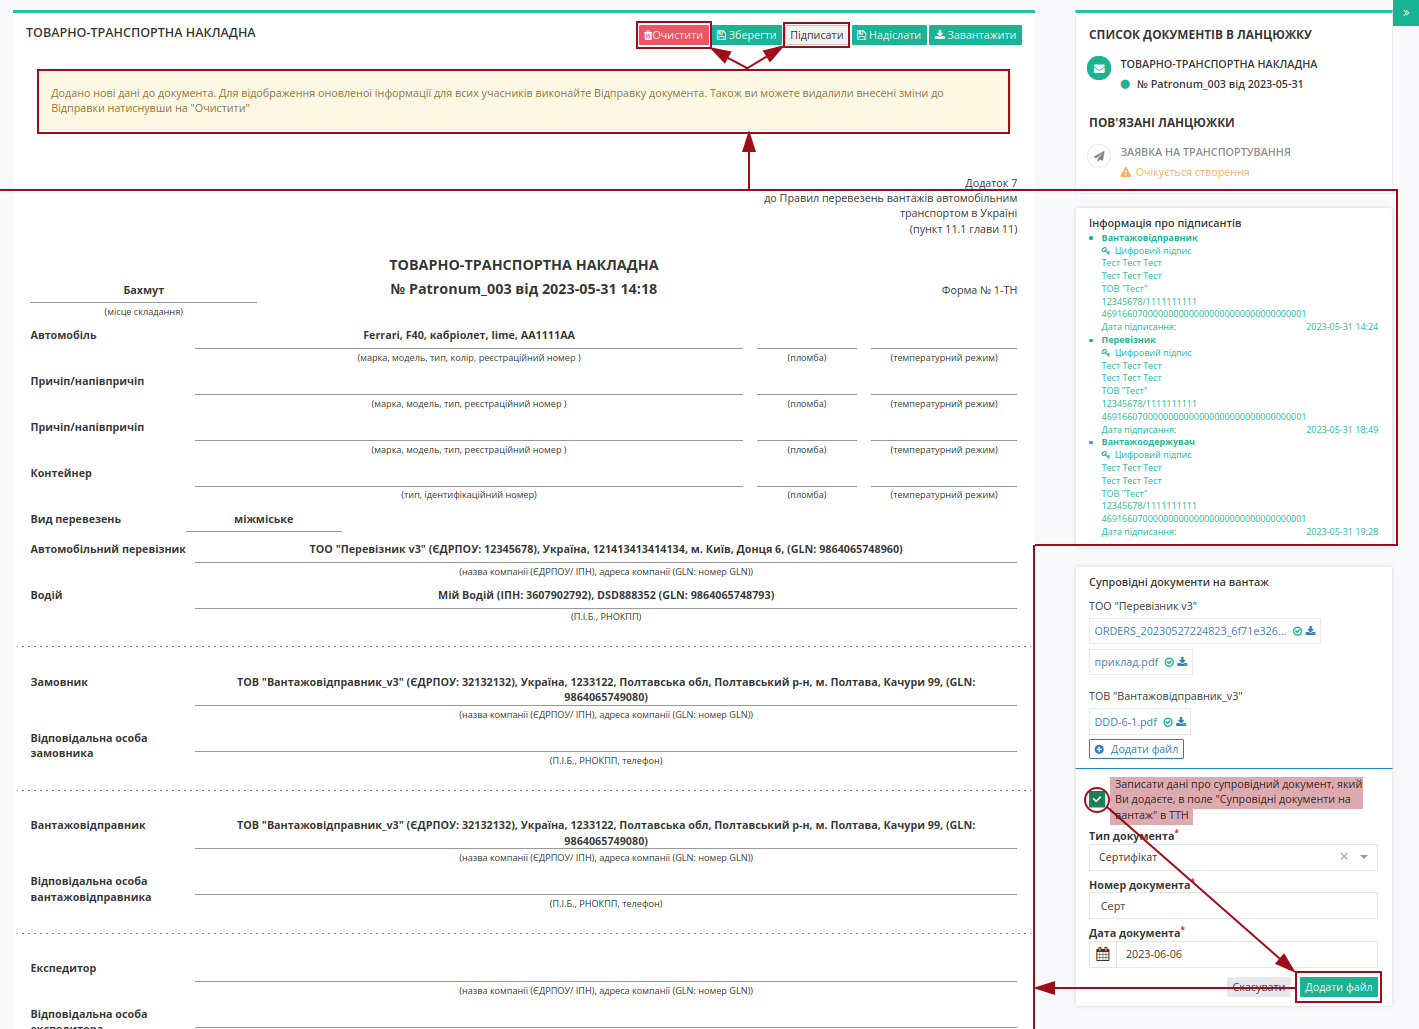 ТОВАРНО-ТРАНСПОРТНА НАКЛАДНА
Очистити
Зберегти
Підписати
Надіслати
Завантажити
Додано нові дані до документа. Для відображення оновленої інформації для всих учасників виконайте Відправку документа. Також ви можете видалили внесені зміни до
Відправки натиснувши на "Очистити"
Додаток 7
до Правил перевезень вантажів автомобільним
транспортом в Україні
(пункт 11.1 глави 11)
ТОВАРНО-ТРАНСПОРТНА НАКЛАДНА
Бахмут
№ Patronum_003 від 2023-05-31 14:18
Форма № 1-ТН
(місце складання)
Автомобіль
Ferrari, F40, кабріолет, lime, AA1111AA
(марка, модель, тип, колір, реєстраційний номер )
(пломба)
(температурний режим)
Причіп/напівпричіп
(марка, модель, тип, реєстраційний номер )
(пломба)
(температурний режим)
Причіп/напівпричіп
(марка, модель, тип, реєстраційний номер )
(пломба)
(температурний режим)
Контейнер
(тип, ідентифікаційний номер)
(пломба)
(температурний режим)
Вид перевезень
міжміське
Автомобільний перевізник
ТОО "Перевізник v3" (ЄДРПОУ: 12345678), Україна, 121413413414134, м. Київ, Донця 6, (GLN: 9864065748960)
(назва компанії (ЄДРПОУ/ ІПН), адреса компанії (GLN: номер GLN))
Водій
Мій Водій (ІПН: 3607902792), DSD888352 (GLN: 9864065748793)
(П.І.Б., РНОКПП)
Замовник
ТОВ "Вантажовідправник_v3" (ЄДРПОУ: 32132132), Україна, 1233122, Полтавська обл, Полтавський р-н, м. Полтава, Качури 99, (GLN:
9864065749080)
(назва компанії (ЄДРПОУ/ ІПН), адреса компанії (GLN: номер GLN))
Відповідальна особа
замовника
(П.І.Б., РНОКПП, телефон)
Вантажовідправник
ТОВ "Вантажовідправник_v3" (ЄДРПОУ: 32132132), Україна, 1233122, Полтавська обл, Полтавський р-н, м. Полтава, Качури 99, (GLN:
9864065749080)
(назва компанії (ЄДРПОУ/ ІПН), адреса компанії (GLN: номер GLN))
Відповідальна особа
вантажовідправника
(П.І.Б., РНОКПП, телефон)
Експедитор
(назва компанії (ЄДРПОУ/ ІПН), адреса компанії (GLN: номер GLN))
Відповідальна особа
експедитора
»
СПИСОК ДОКУМЕНТІВ В ЛАНЦЮЖКУ
ТОВАРНО-ТРАНСПОРТНА НАКЛАДНА
№ Patronum_003 від 2023-05-31
ПОВ'ЯЗАНІ ЛАНЦЮЖКИ
ЗАЯВКА НА ТРАНСПОРТУВАННЯ
Очікується створення
Інформація про підписантів
Вантажовідправник
Цифровий підпис
Тест Тест Тест
Тест Тест Тест
ТОВ "Тест"
12345678/1111111111
Дата підписання:
2023-05-31 14:24
Перевізник
Цифровий підпис
Тест Тест Тест
Тест Тест Тест
ТОВ "Тест"
12345678/1111111111
Дата підписання:
2023-05-31 18:49
Вантажоодержувач
Цифровий підпис
Тест Тест Тест
Тест Тест Тест
ТОВ "Тест"
12345678/1111111111
Дата підписання:
2023-05-31 19:28
Супровідні документи на вантаж
ТОО "Перевізник v3"
ORDERS_20230527224823_6f71e326...
приклад.pdf
ТОВ "Вантажовідправник_v3"
DDD-6-1.pdf
Додати файл
Записати дані про супровідний документ, який
Ви додаєте, в поле "Супровідні документи на
вантаж" в ТТН
Тип документа*
Сертифікат
Номер документа*
Серт
Дата документа*
2023-06-06
Скасувати
Додати файл